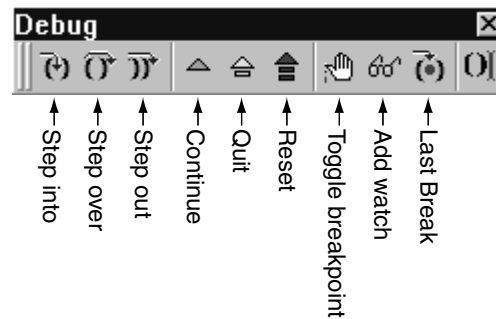 Debug
Step into
Step over
Step out
Continue
Quit
Reset
Toggle breakpoint
Add watch
Last Break